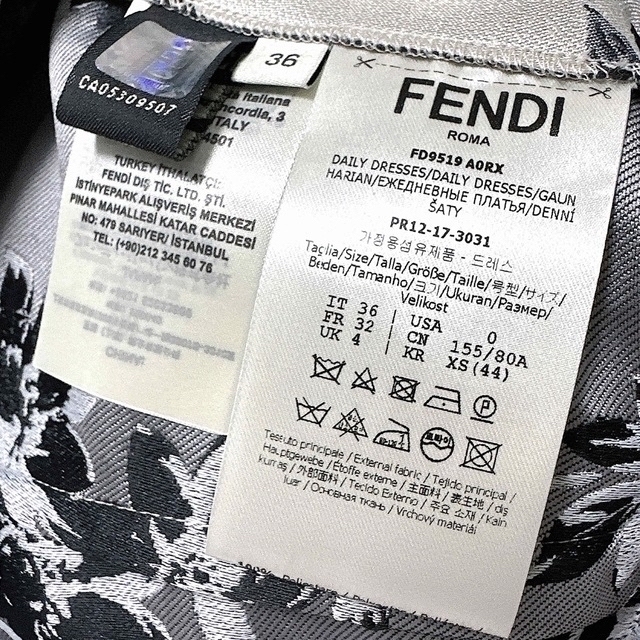 CA05309507
36
italiana
ncordia, 3
ITALY
4501
TURKEY İTHALATÇI:
FENDİ DIŞ TİC. LTD. ŞTİ.
İSTİNYEPARK ALIŞVERİŞ MERKEZİ
PINAR MAHALLESİ KATAR CADDESİ
NO: 479 SARIYER/ İSTANBUL
TEL: (+90)212 345 60 76
FENDI
ROMA
FD9519 A0RX
DAILY DRESSES/DAILY DRESSES/GAUN
HARIAN/ЕЖЕДНЕВНЫЕ ПЛАТЬЯ/DENNÍ
ŠATY
PR12-17-3031
가정용섬유제품 - 드레스
Taglia/Size/Talla/Größe/Taille/号型/サイズ/
Beden/Tamanho/크기/Ukuran/Размер/
Velikost
IT 36 | USA 0
FR 32 | CN 155/80A
UK 4 | KR XS(44)
Tessuto principale / External fabric / Tejido principal /
Hauptgewebe / Étoffe externe / 主面料 / 表生地 / dış
kumaş / 外部面料 / Tecido Externo / 주요 소재 / Kain
luar / Основная ткань / Vrchový materiál